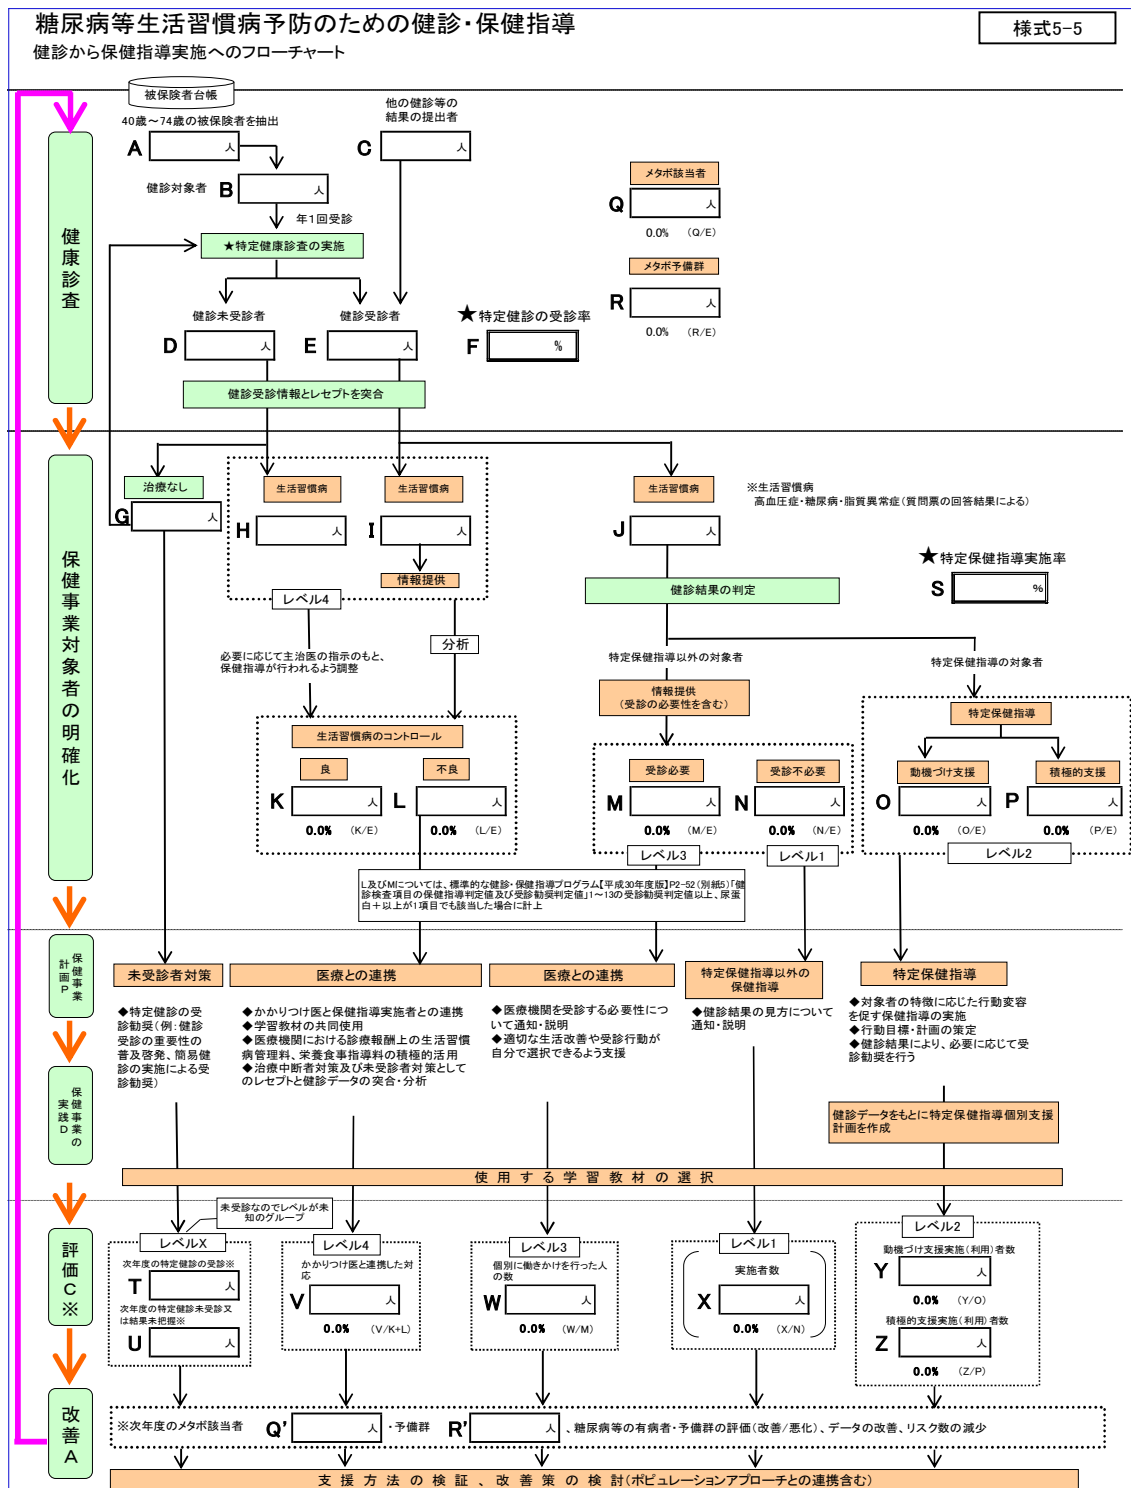 糖尿病等生活習慣病予防のための健診・保健指導
様式5-5
健診から保健指導実施へのフローチャート
被保険者台帳
他の健診等の
結果の提出者
40歳～74歳の被保険者を抽出
A 人
C 人
健診対象者 B 人
メタボ該当者
Q 人
0.0% (Q/E)
年1回受診
★特定健康診査の実施
メタボ予備群
R 人
0.0% (R/E)
健康診査
健診未受診者
健診受診者
★特定健診の受診率
D 人
E 人
F %
健診受診情報とレセプトを突合
治療なし
生活習慣病
生活習慣病
生活習慣病
※生活習慣病
高血圧症・糖尿病・脂質異常症(質問票の回答結果による)
G 人
H 人
I 人
J 人
情報提供
レベル4
★特定保健指導実施率
S %
健診結果の判定
保健事業対象者の明確化
分析
必要に応じて主治医の指示のもと、
保健指導が行われるよう調整
特定保健指導以外の対象者
特定保健指導の対象者
情報提供
(受診の必要性を含む)
特定保健指導
生活習慣病のコントロール
良
不良
受診必要
受診不必要
動機づけ支援
積極的支援
K 人
L 人
M 人
N 人
O 人
P 人
0.0% (K/E)
0.0% (L/E)
0.0% (M/E)
0.0% (N/E)
0.0% (O/E)
0.0% (P/E)
レベル3
レベル1
レベル2
L及びMについては、標準的な健診・保健指導プログラム【平成30年度版】P2-52(別紙5)「健
診検査項目の保健指導判定値及び受診勧奨判定値」1～13の受診勧奨判定値以上、尿蛋
白＋以上が1項目でも該当した場合に計上
保健事業
計画P
未受診者対策
医療との連携
医療との連携
特定保健指導以外の
保健指導
特定保健指導
◆特定健診の受
診勧奨(例:健診
受診の重要性の
普及啓発、簡易健
診の実施による受
診勧奨)
◆かかりつけ医と保健指導実施者との連携
◆学習教材の共同使用
◆医療機関における診療報酬上の生活習慣
病管理料、栄養食事指導料の積極的活用
◆治療中断者対策及び未受診者対策として
のレセプトと健診データの突合・分析
◆医療機関を受診する必要性につ
いて通知・説明
◆適切な生活改善や受診行動が
自分で選択できるよう支援
◆健診結果の見方について
通知・説明
◆対象者の特徴に応じた行動変容
を促す保健指導の実施
◆行動目標・計画の策定
◆健診結果により、必要に応じて受
診勧奨を行う
保健事業の
実践D
健診データをもとに特定保健指導個別支援
計画を作成
使用する学習教材の選択
未受診なのでレベルが未
知のグループ
レベルX
レベル4
レベル3
レベル1
レベル2
評価C※
次年度の特定健診の受診※
T 人
次年度の特定健診未受診又
は結果未把握※
U 人
かかりつけ医と連携した対
応
V 人
0.0% (V/K+L)
個別に働きかけを行った人
の数
W 人
0.0% (W/M)
実施者数
X 人
0.0% (X/N)
動機づけ支援実施(利用)者数
Y 人
0.0% (Y/O)
積極的支援実施(利用)者数
Z 人
0.0% (Z/P)
改善A
※次年度のメタボ該当者 Q' 人 ・予備群 R' 人 、糖尿病等の有病者・予備群の評価(改善/悪化)、データの改善、リスク数の減少
支援方法の検証、改善策の検討(ポピュレーションアプローチとの連携含む)